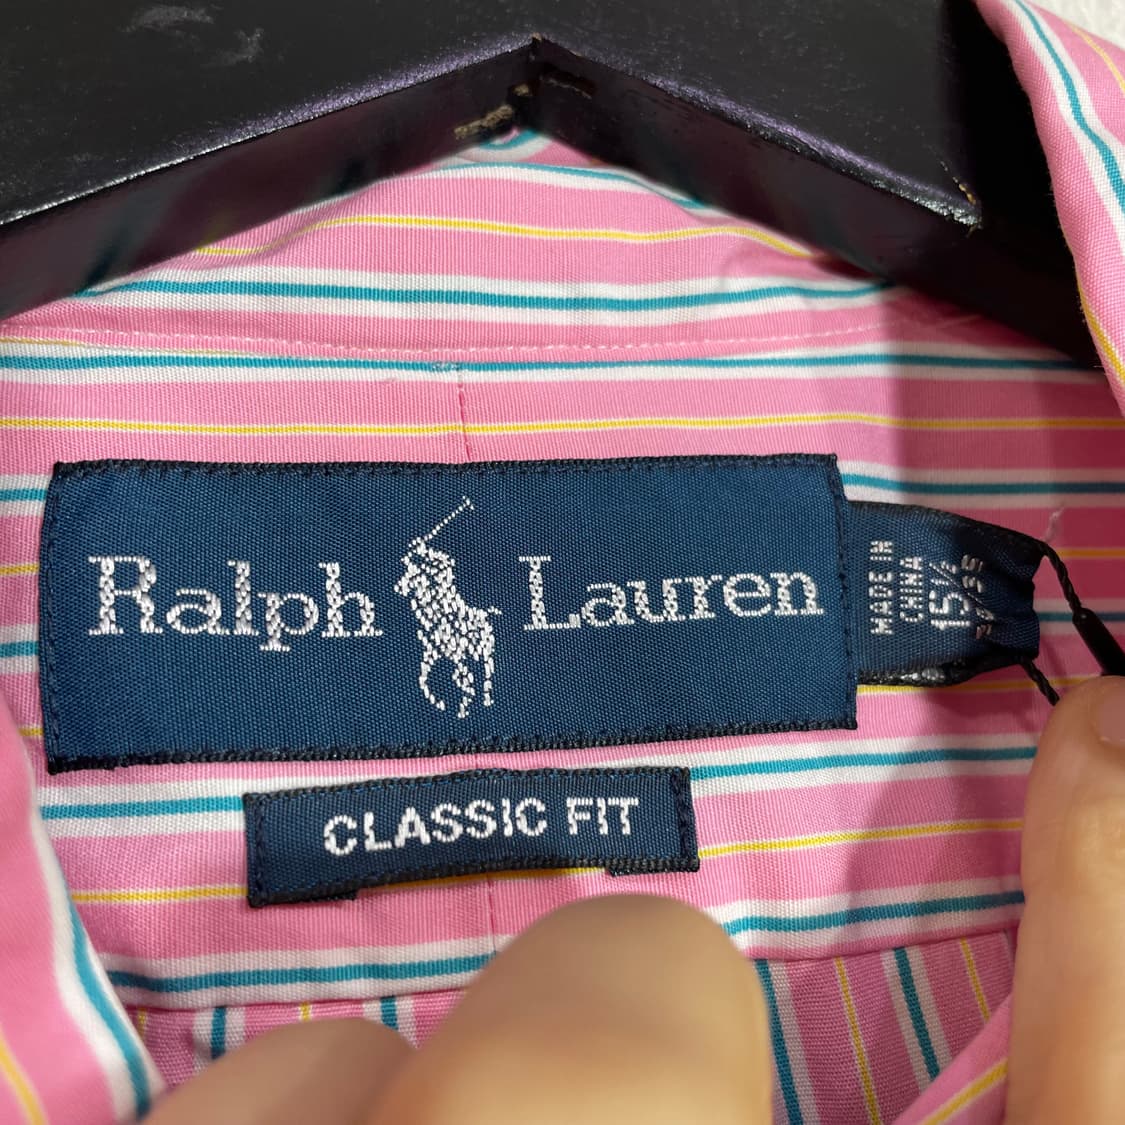 Ralph Lauren
CLASSIC FIT
MADE IN
CHINA
15½